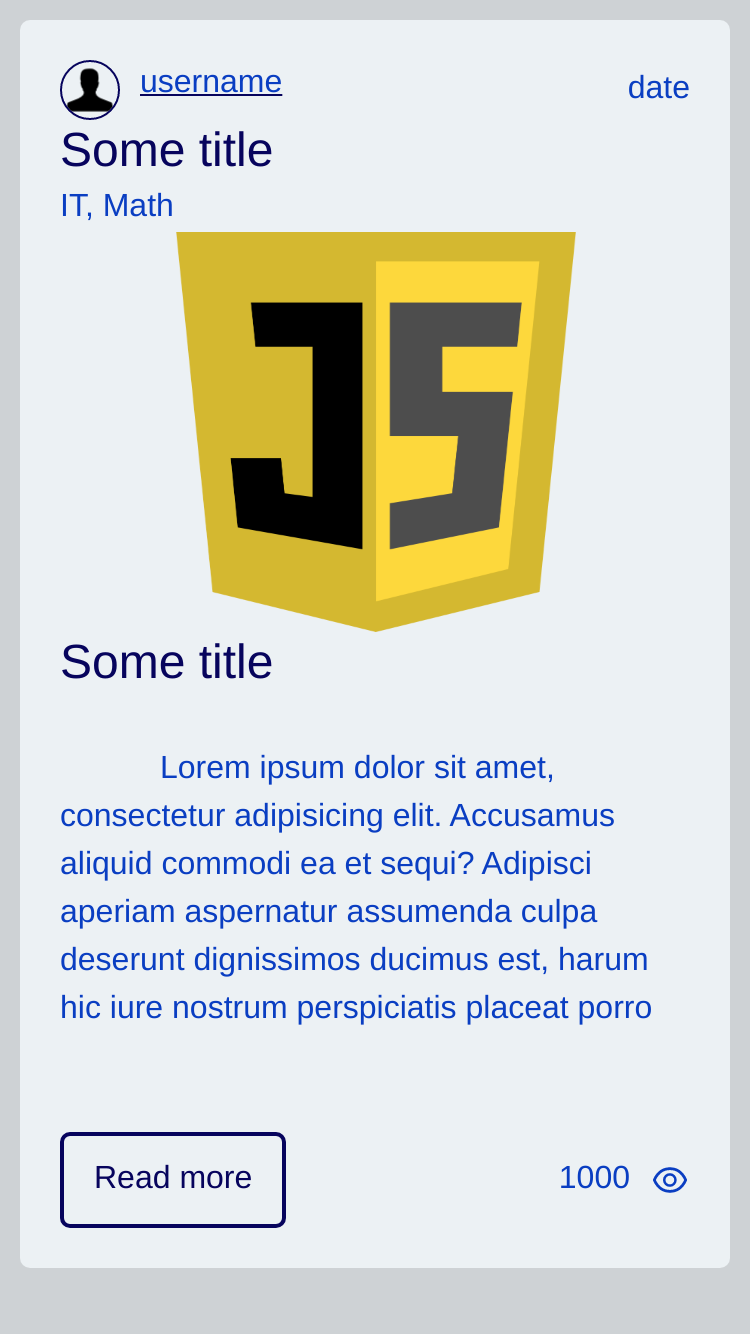 username
date
Some title
IT, Math
JS
Some title
Lorem ipsum dolor sit amet,
consectetur adipisicing elit. Accusamus
aliquid commodi ea et sequi? Adipisci
aperiam aspernatur assumenda culpa
deserunt dignissimos ducimus est, harum
hic iure nostrum perspiciatis placeat porro
Read more
1000